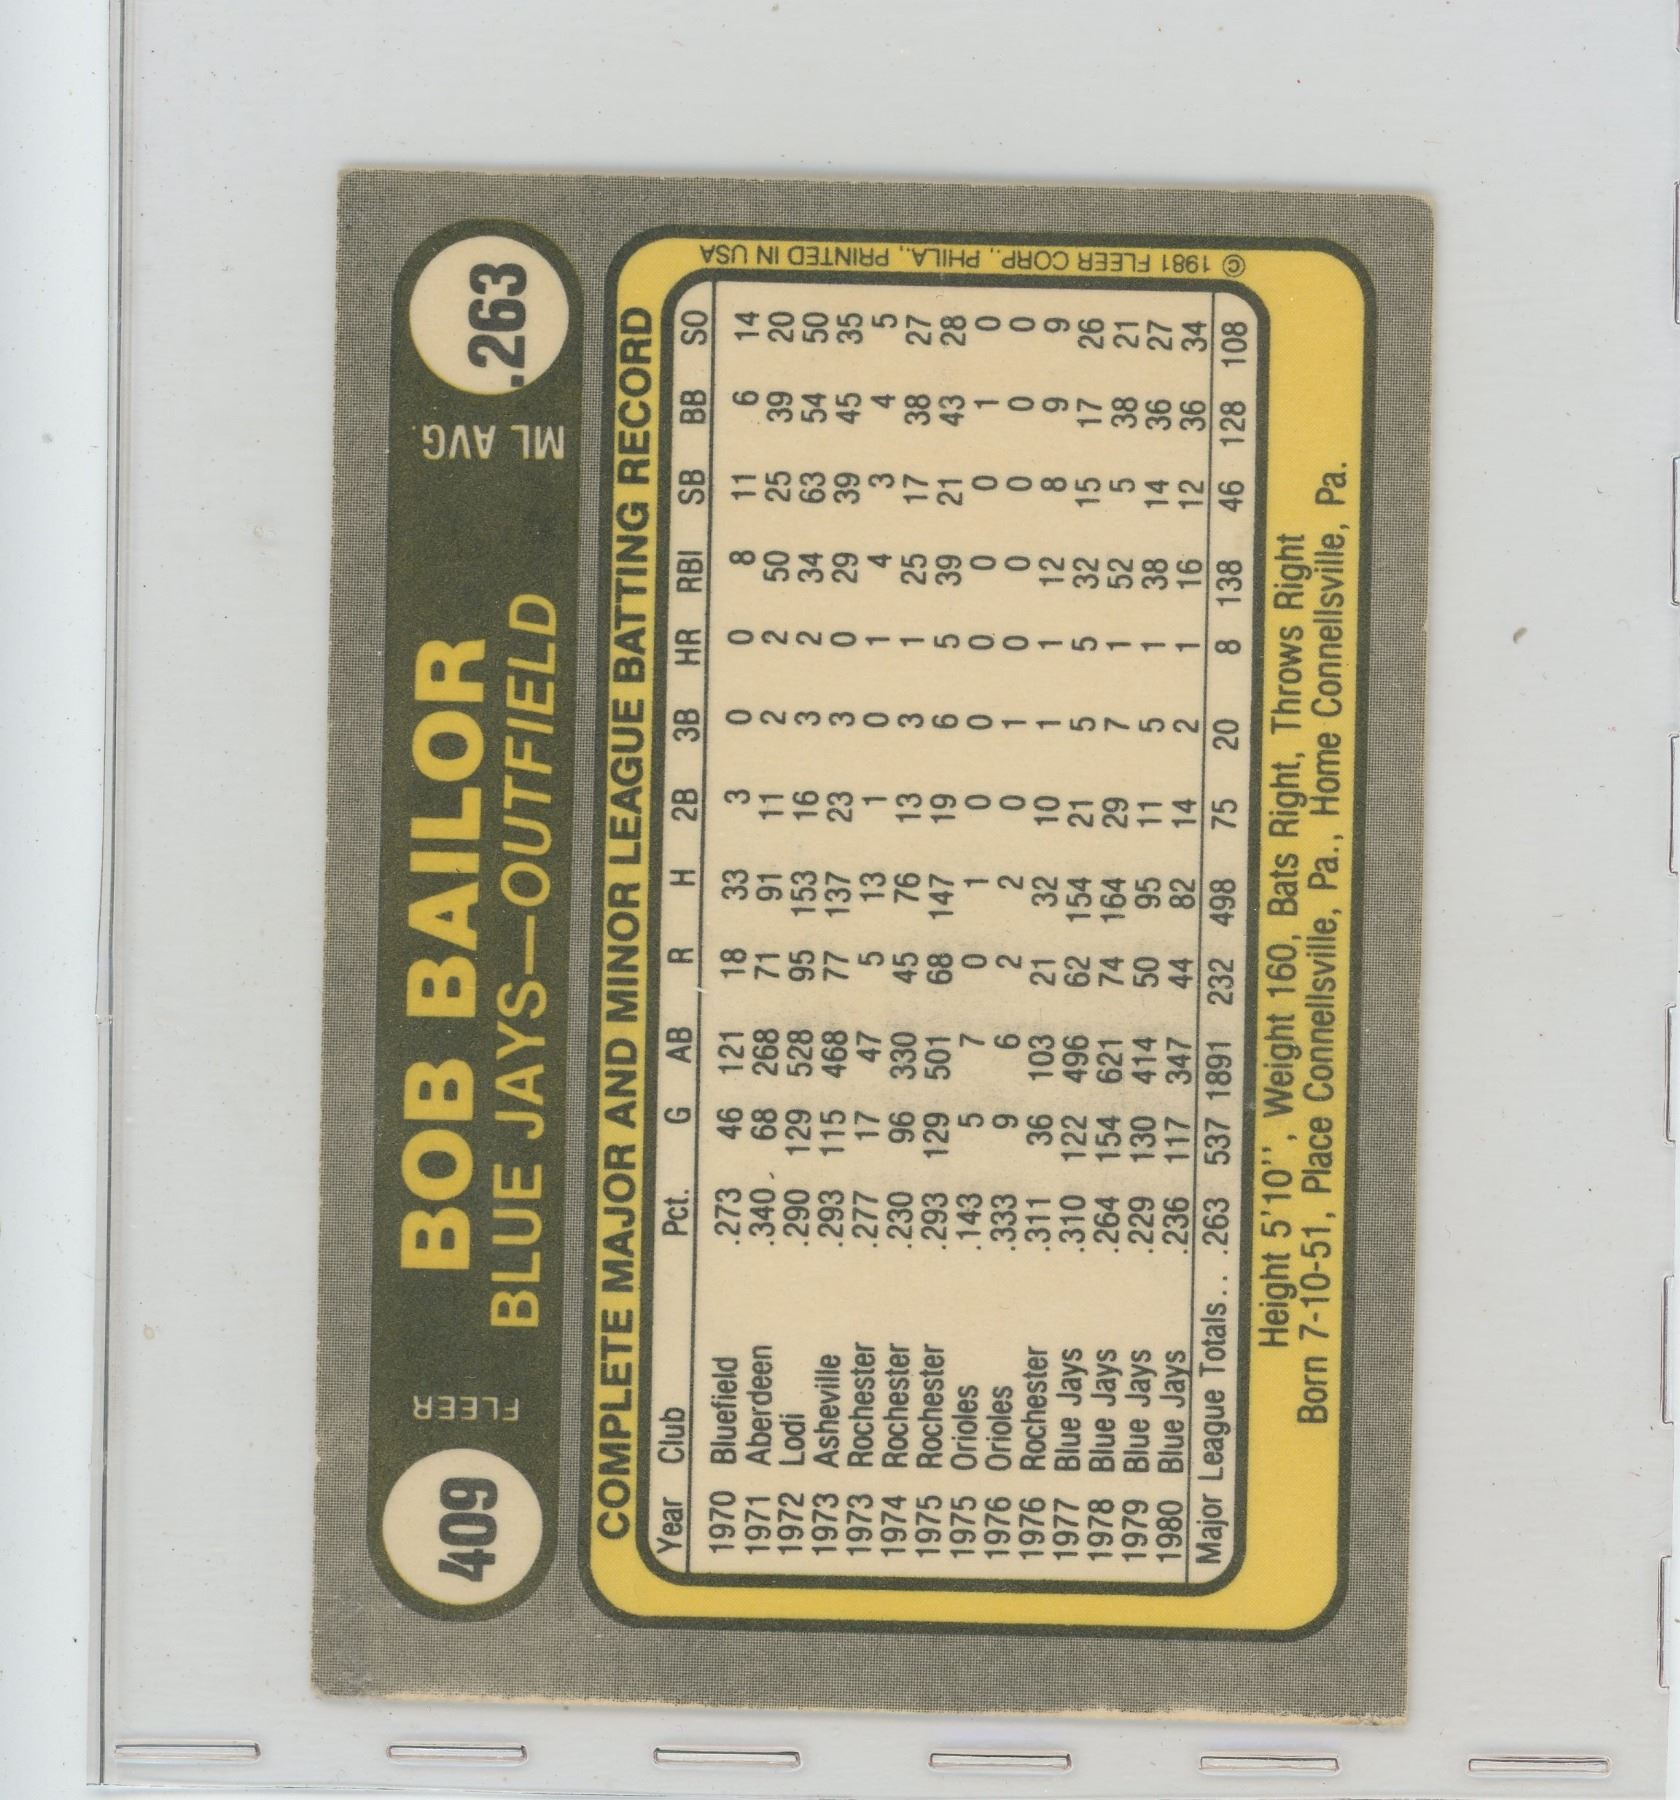 409 FLEER BOB BAILOR ML AVG. .263
BLUE JAYS—OUTFIELD
COMPLETE MAJOR AND MINOR LEAGUE BATTING RECORD
Year Club Pct. G AB R H 2B 3B HR RBI SB BB SO
1970 Bluefield .273 46 121 18 33 3 0 0 8 11 6 14
1971 Aberdeen .340 68 268 71 91 11 2 2 50 25 39 20
1972 Lodi .290 129 528 95 153 16 3 2 34 63 54 50
1973 Asheville .293 115 468 77 137 23 3 0 29 39 45 35
1973 Rochester .277 17 47 5 13 1 0 1 4 3 4 5
1974 Rochester .230 96 330 45 76 13 3 1 25 17 38 27
1975 Rochester .293 129 501 68 147 19 6 5 39 21 43 28
1975 Orioles .143 5 7 0 1 0 0 0 0 0 1 0
1976 Orioles .333 9 6 2 2 0 1 0 0 0 0 0
1976 Rochester .311 36 103 21 32 10 1 1 12 8 9 9
1977 Blue Jays .310 122 496 62 154 21 5 5 32 15 17 26
1978 Blue Jays .264 154 621 74 164 29 7 1 52 5 38 21
1979 Blue Jays .229 130 414 50 95 11 5 1 38 14 36 27
1980 Blue Jays .236 117 347 44 82 14 2 1 16 12 36 34
Major League Totals. . .263 537 1891 232 498 75 20 8 138 46 128 108
Height 5'10'', Weight 160, Bats Right, Throws Right
Born 7-10-51, Place Connellsville, Pa., Home Connellsville, Pa.
© 1981 FLEER CORP., PHILA., PRINTED IN USA